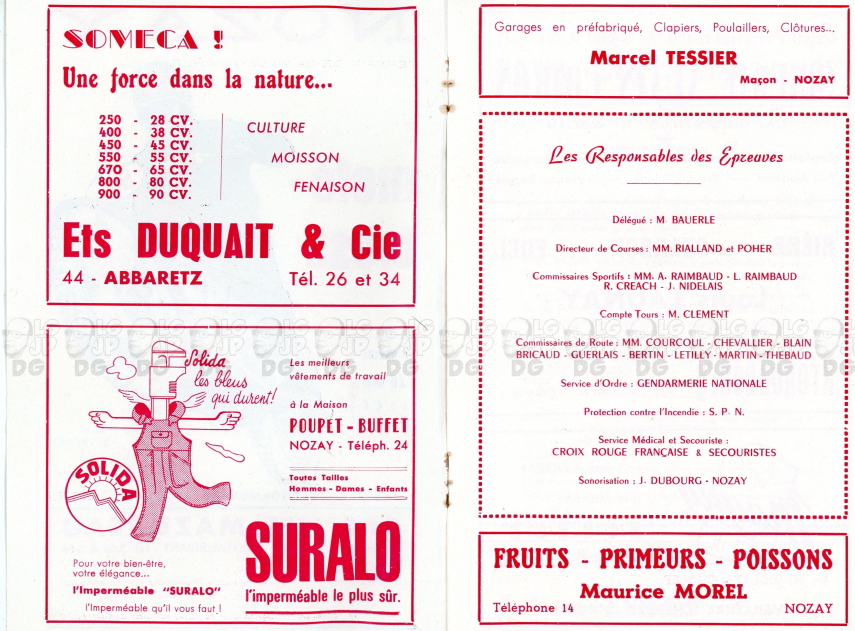 SOMECA !
Une force dans la nature...
250 - 28 CV.
400 - 38 CV.
450 - 45 CV.
550 - 55 CV.
670 - 65 CV.
800 - 80 CV.
900 - 90 CV.
CULTURE
MOISSON
FENAISON
Ets DUQUAIT & Cie
44 - ABBARETZ Tél. 26 et 34
Solida
les bleus
qui durent!
SOLIDA
Les meilleurs
vêtements de travail
à la Maison
POUPET - BUFFET
NOZAY - Téléph. 24
Toutes Tailles
Hommes - Dames - Enfants
Pour votre bien-être,
votre élégance...
l'Imperméable "SURALO"
l'Imperméable qu'il vous faut !
SURALO
l'imperméable le plus sûr.
Garages en préfabriqué, Clapiers, Poulaillers, Clôtures...
Marcel TESSIER
Maçon - NOZAY
Les Responsables des Epreuves
Délégué : M. BAUERLE
Directeur de Courses : MM. RIALLAND et POHER
Commissaires Sportifs : MM. A. RAIMBAUD - L. RAIMBAUD
R. CREACH - J. NIDELAIS
Compte Tours : M. CLEMENT
Commissaires de Route : MM. COURCOUL - CHEVALLIER - BLAIN
BRICAUD - GUERLAIS - BERTIN - LETILLY - MARTIN - THEBAUD
Service d'Ordre : GENDARMERIE NATIONALE
Protection contre l'Incendie : S. P. N.
Service Médical et Secouriste :
CROIX ROUGE FRANÇAISE & SECOURISTES
Sonorisation : J. DUBOURG - NOZAY
FRUITS - PRIMEURS - POISSONS
Maurice MOREL
Téléphone 14 NOZAY